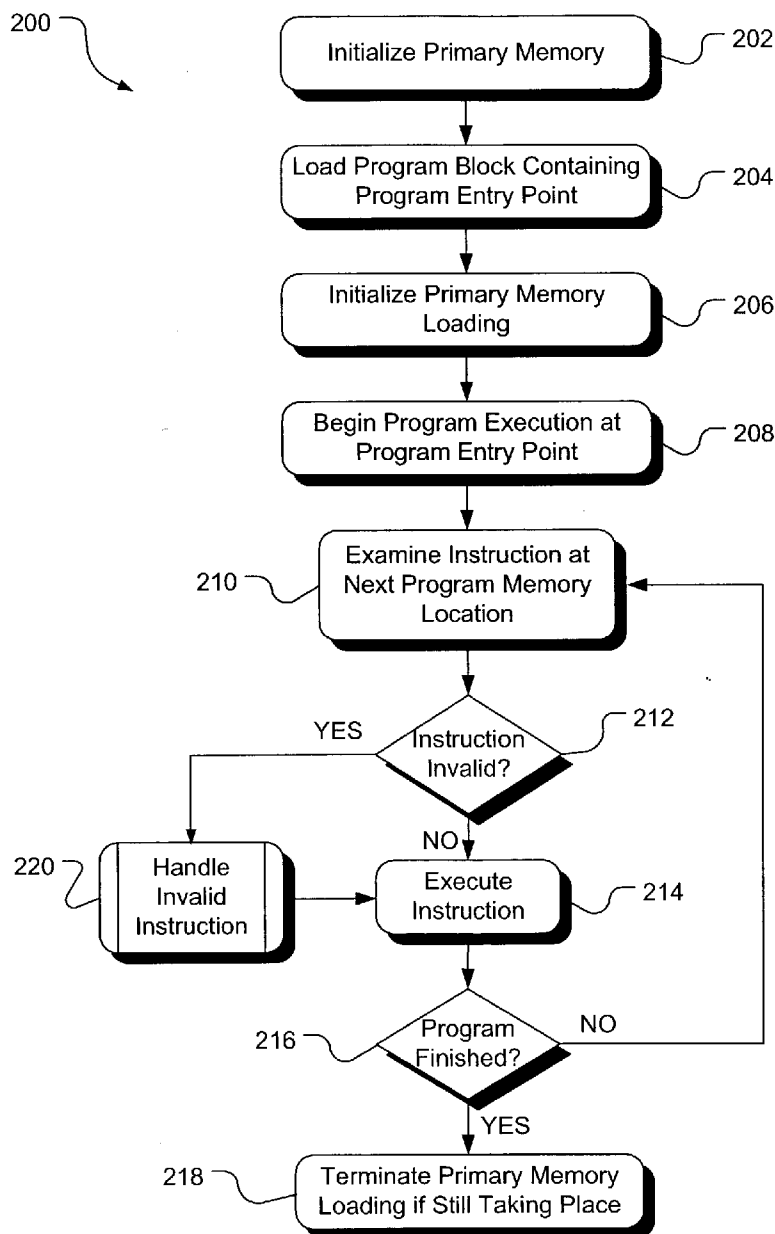 200
Initialize Primary Memory
202
Load Program Block Containing
Program Entry Point
204
Initialize Primary Memory
Loading
206
Begin Program Execution at
Program Entry Point
208
Examine Instruction at
Next Program Memory
Location
210
YES
Instruction
Invalid?
212
NO
220
Handle
Invalid
Instruction
Execute
Instruction
214
216
Program
Finished?
NO
YES
218
Terminate Primary Memory
Loading if Still Taking Place